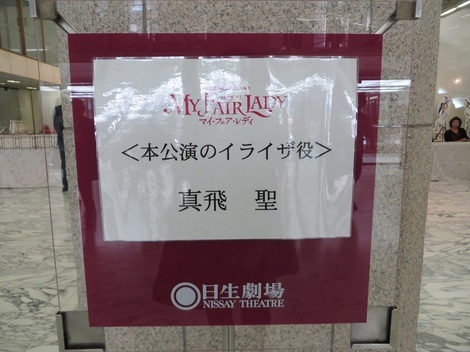 MY FAIR LADY
マイ・フェア・レディ
＜本公演のイライザ役＞
真飛　聖
日生劇場
NISSAY THEATRE